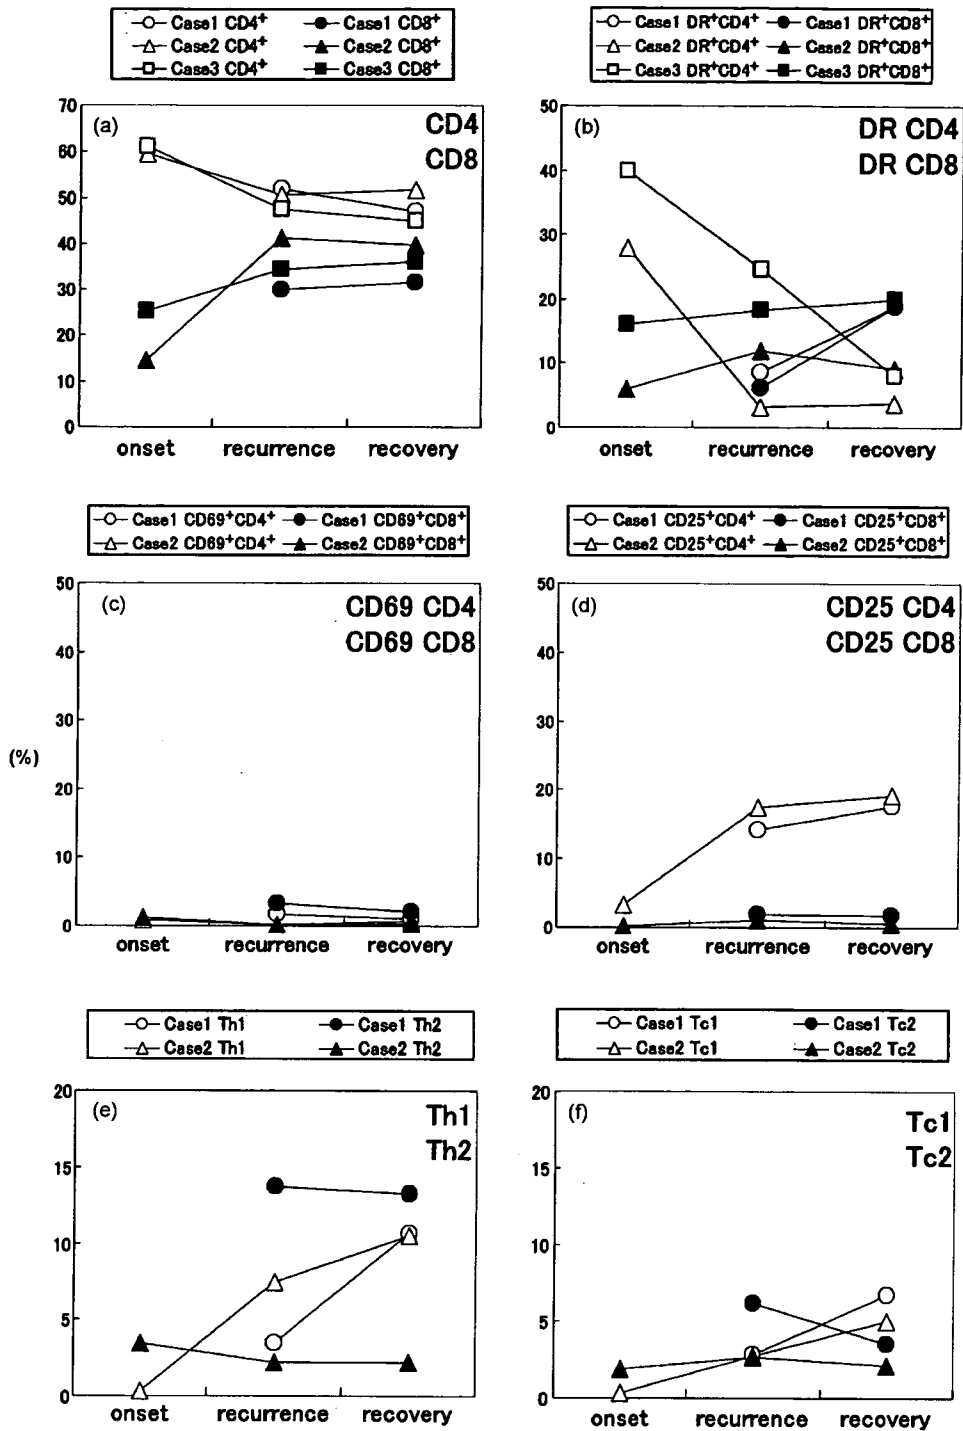 Case1 CD4+ Case1 CD8+
Case2 CD4+ Case2 CD8+
Case3 CD4+ Case3 CD8+
Case1 DR+CD4+ Case1 DR+CD8+
Case2 DR+CD4+ Case2 DR+CD8+
Case3 DR+CD4+ Case3 DR+CD8+
(a)
CD4
CD8
70
60
50
40
30
20
10
0
onset recurrence recovery
(b)
DR CD4
DR CD8
50
40
30
20
10
0
onset recurrence recovery
Case1 CD69+CD4+ Case1 CD69+CD8+
Case2 CD69+CD4+ Case2 CD69+CD8+
Case1 CD25+CD4+ Case1 CD25+CD8+
Case2 CD25+CD4+ Case2 CD25+CD8+
(c)
CD69 CD4
CD69 CD8
50
40
30
(%)
20
10
0
onset recurrence recovery
(d)
CD25 CD4
CD25 CD8
50
40
30
20
10
0
onset recurrence recovery
Case1 Th1 Case1 Th2
Case2 Th1 Case2 Th2
Case1 Tc1 Case1 Tc2
Case2 Tc1 Case2 Tc2
(e)
Th1
Th2
20
15
10
5
0
onset recurrence recovery
(f)
Tc1
Tc2
20
15
10
5
0
onset recurrence recovery